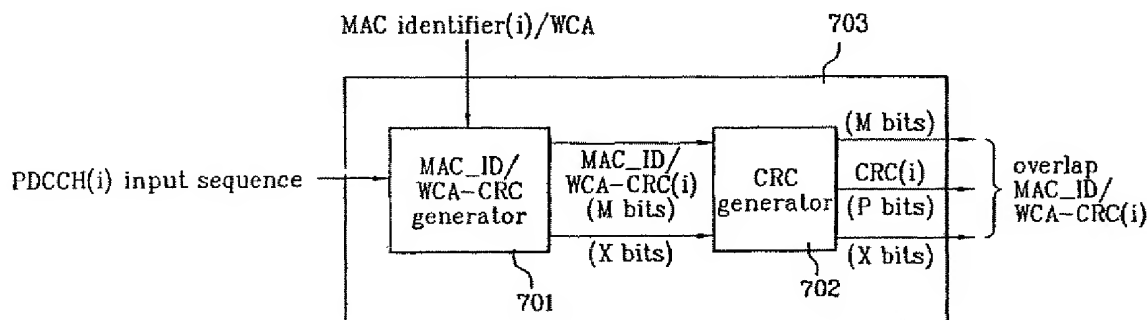 MAC identifier(i)/WCA
703
PDCCH(i) input sequence
MAC_ID/
WCA-CRC
generator
701
MAC_ID/
WCA-CRC(i)
(M bits)
(X bits)
CRC
generator
702
(M bits)
CRC(i)
(P bits)
(X bits)
overlap
MAC_ID/
WCA-CRC(i)